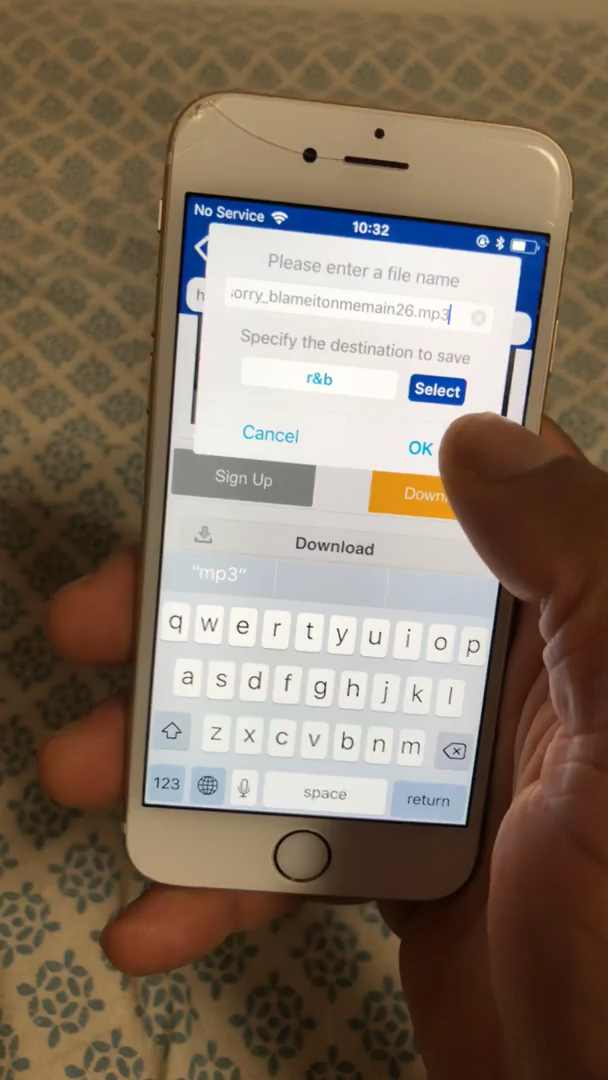 No Service
10:32
Please enter a file name
h
orry_blameitonmemain26.mp3
Specify the destination to save
r&b
Select
Cancel
OK
Sign Up
Down
Download
"mp3"
q w e r t y u i o p
a s d f g h j k l
z x c v b n m
123
space
return